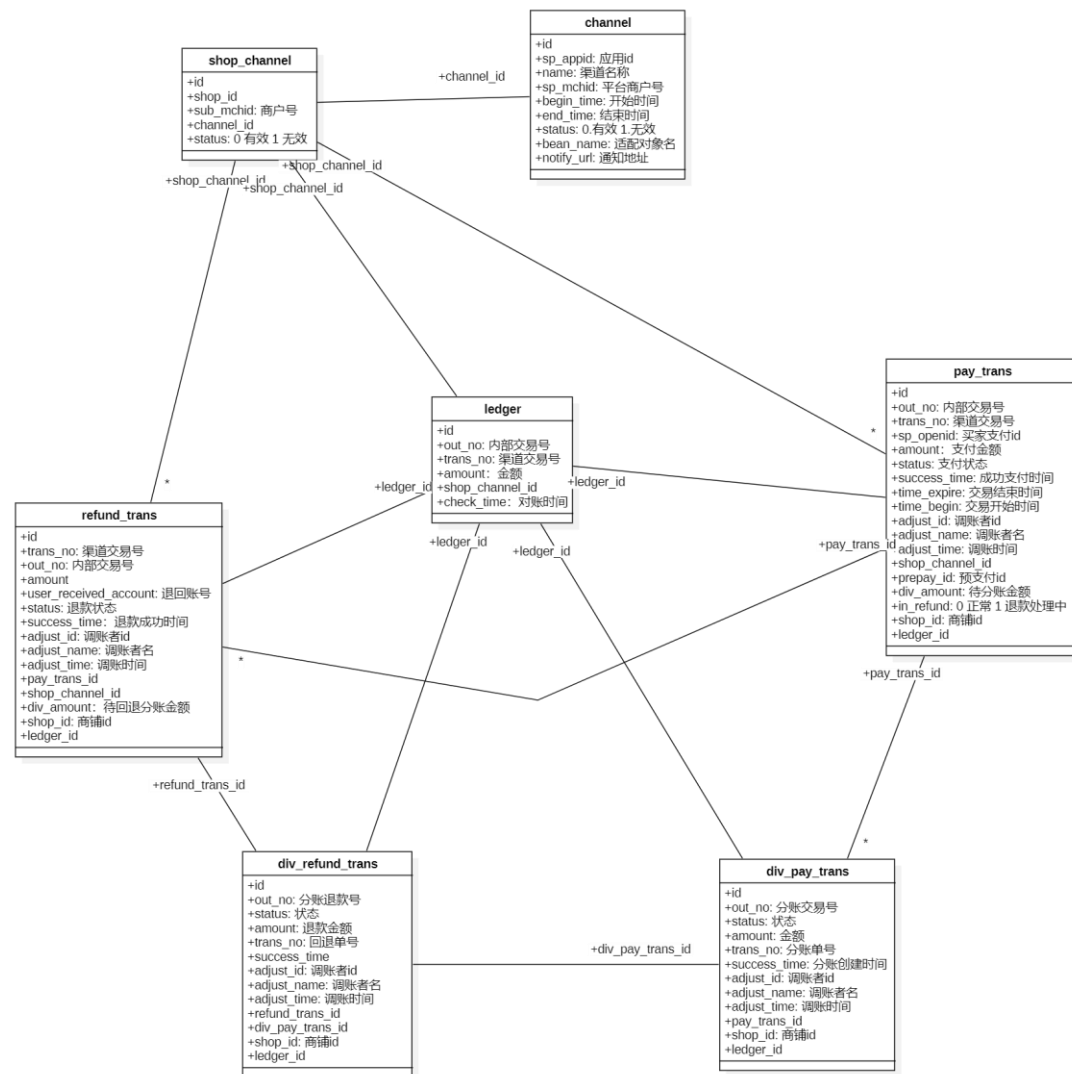 channel
+id
+sp_appid: 应用id
+name: 渠道名称
+sp_mchid: 平台商户号
+begin_time: 开始时间
+end_time: 结束时间
+status: 0.有效 1.无效
+bean_name: 适配对象名
+notify_url: 通知地址
shop_channel
+id
+shop_id
+sub_mchid: 商户号
+channel_id
+status: 0 有效 1 无效
+channel_id
+shop_channel_id
+shop_channel_id
+shop_channel_id
pay_trans
+id
+out_no: 内部交易号
+trans_no: 渠道交易号
+sp_openid: 买家支付id
+amount: 支付金额
+status: 支付状态
+success_time: 成功支付时间
+time_expire: 交易结束时间
+time_begin: 交易开始时间
+adjust_id: 调账者id
+adjust_name: 调账者名
adjust_time: 调账时间
+shop_channel_id
+prepay_id: 预支付id
+div_amount: 待分账金额
+in_refund: 0 正常 1 退款处理中
+shop_id: 商铺id
+ledger_id
*
ledger
+id
+out_no: 内部交易号
+trans_no: 渠道交易号
+amount: 金额
+shop_channel_id
+check_time: 对账时间
+ledger_id
+ledger_id
+ledger_id
+ledger_id
+pay_trans_id
*
refund_trans
+id
+trans_no: 渠道交易号
+out_no: 内部交易号
+amount
+user_received_account: 退回账号
+status: 退款状态
+success_time: 退款成功时间
+adjust_id: 调账者id
+adjust_name: 调账者名
+adjust_time: 调账时间
+pay_trans_id
+shop_channel_id
+div_amount: 待回退分账金额
+shop_id: 商铺id
+ledger_id
*
+pay_trans_id
+refund_trans_id
*
div_refund_trans
+id
+out_no: 分账退款号
+status: 状态
+amount: 退款金额
+trans_no: 回退单号
+success_time
+adjust_id: 调账者id
+adjust_name: 调账者名
+adjust_time: 调账时间
+refund_trans_id
+div_pay_trans_id
+shop_id: 商铺id
+ledger_id
+div_pay_trans_id
div_pay_trans
+id
+out_no: 分账交易号
+status: 状态
+amount: 金额
+trans_no: 分账单号
+success_time: 分账创建时间
+adjust_id: 调账者id
+adjust_name: 调账者名
+adjust_time: 调账时间
+pay_trans_id
+shop_id: 商铺id
+ledger_id